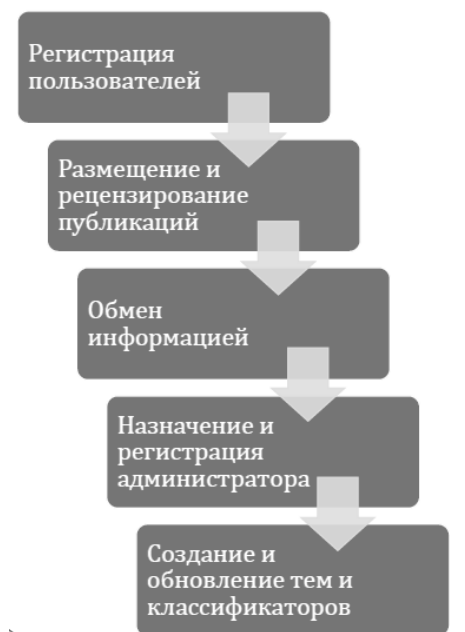 Регистрация
пользователей
Размещение и
рецензирование
публикаций
Обмен
информацией
Назначение и
регистрация
администратора
Создание и
обновление тем и
классификаторов